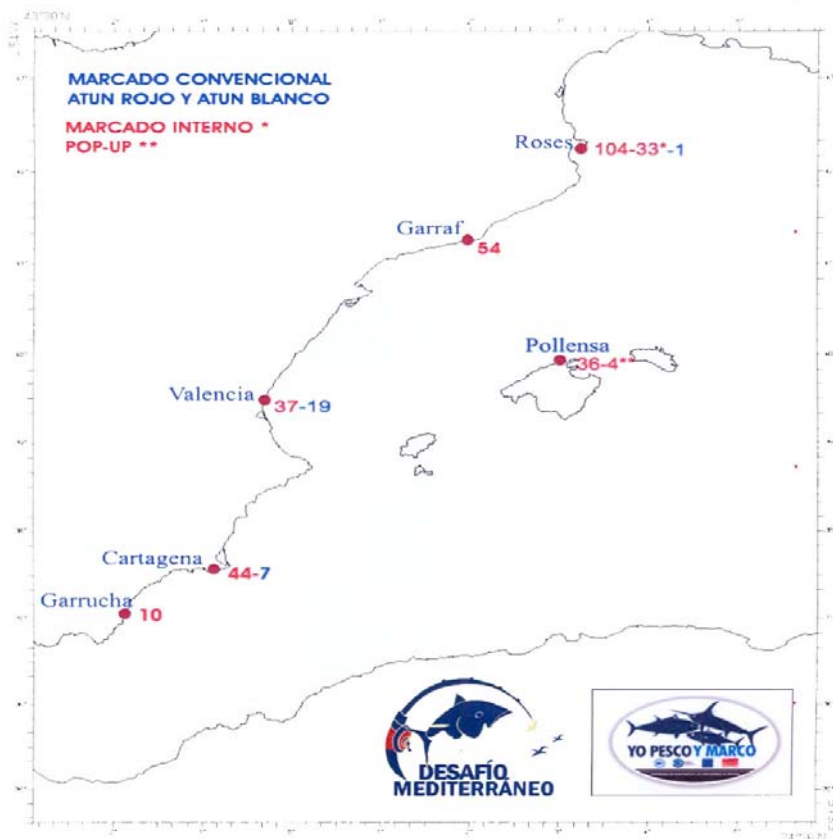 MARCADO CONVENCIONAL
ATUN ROJO Y ATUN BLANCO
MARCADO INTERNO *
POP-UP **
Roses
104-33*-1
Garraf
54
Pollensa
36-4**
Valencia
37-19
Cartagena
44-7
Garrucha
10
DESAFÍO
MEDITERRÁNEO
YO PESCO Y MARCO